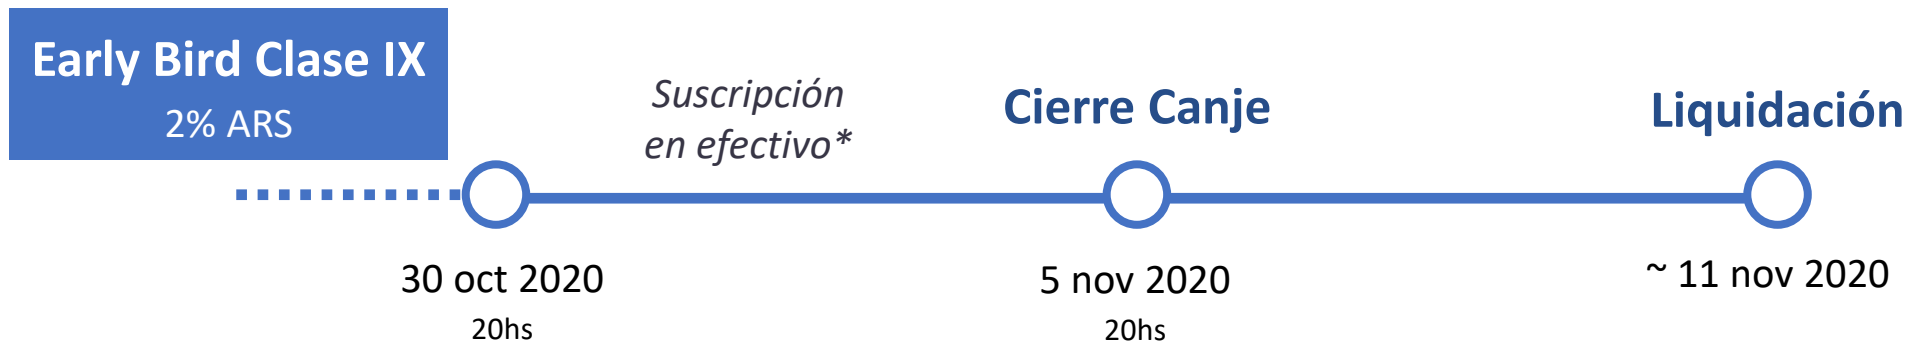 Early Bird Clase IX
2% ARS
Suscripción
en efectivo*
Cierre Canje
Liquidación
30 oct 2020
20hs
5 nov 2020
20hs
~ 11 nov 2020